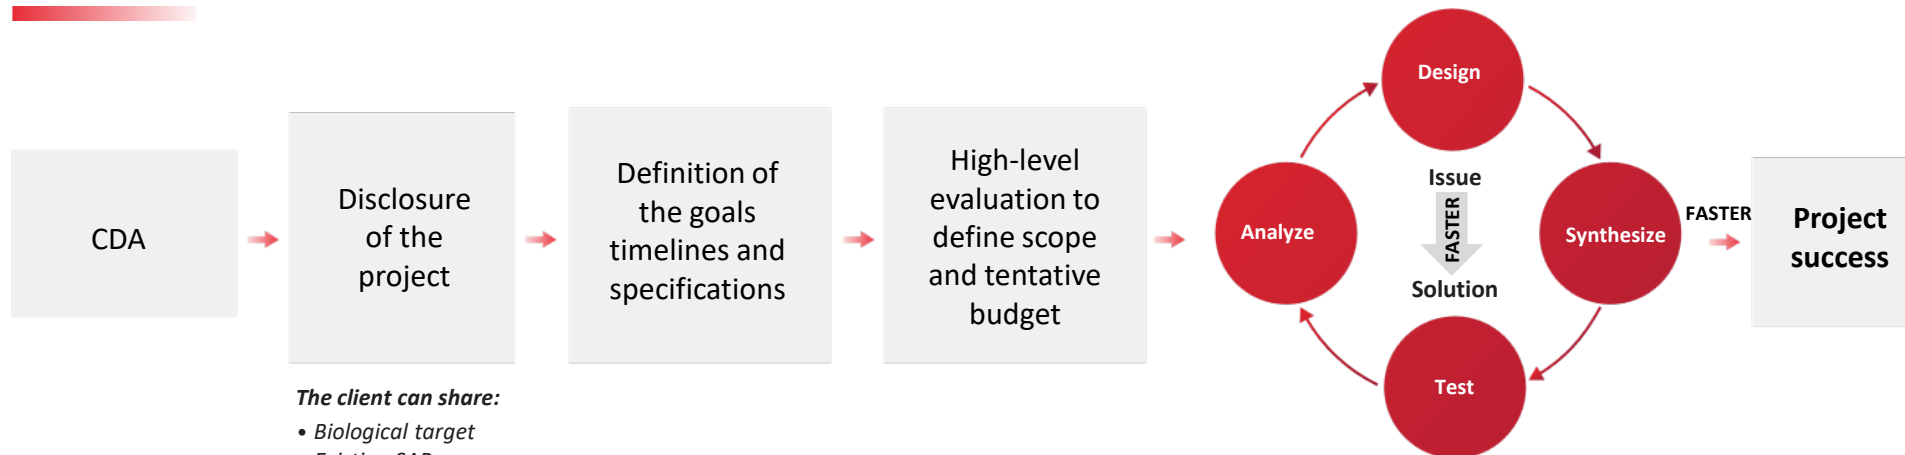 CDA
Disclosure
of the
project
The client can share:
• Biological target
Definition of
the goals
timelines and
specifications
High-level
evaluation to
define scope
and tentative
budget
Design
Synthesize
Test
Analyze
Issue
FASTER
Solution
FASTER
Project
success